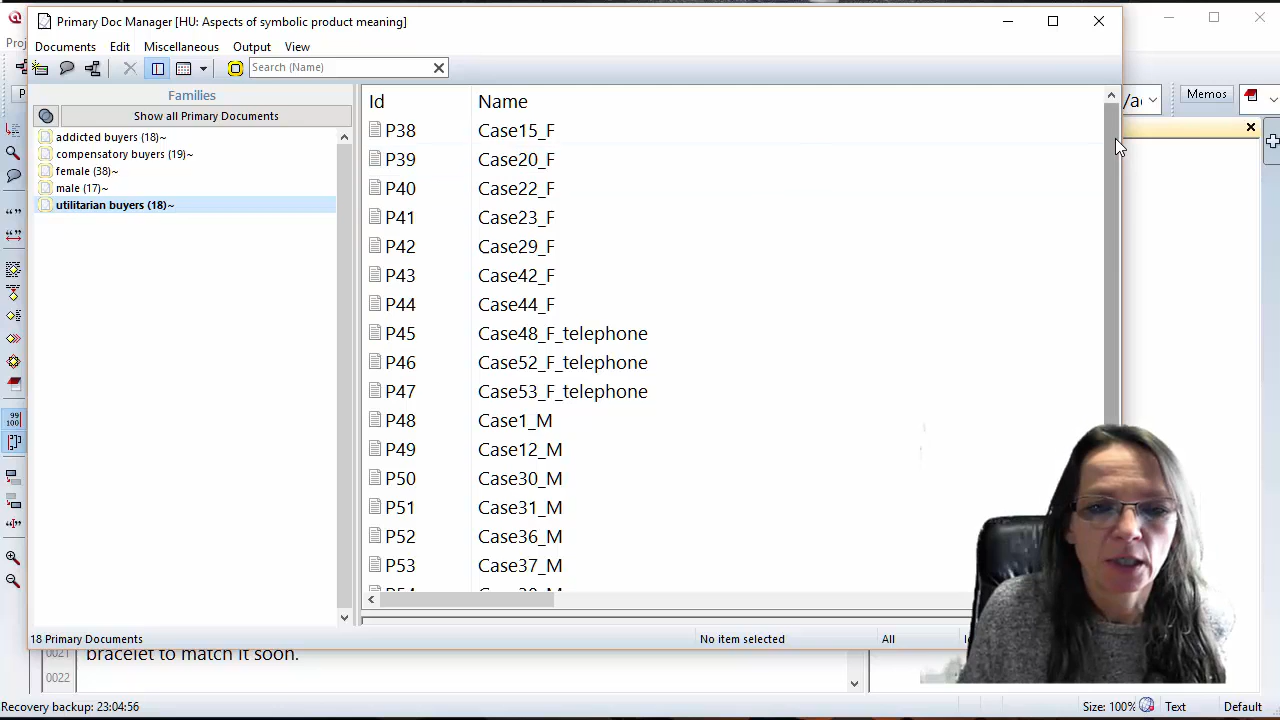 Primary Doc Manager [HU: Aspects of symbolic product meaning]
Documents Edit Miscellaneous Output View
Search (Name)
Families
Show all Primary Documents
addicted buyers (18)~
compensatory buyers (19)~
female (38)~
male (17)~
utilitarian buyers (18)~
Id Name
P38 Case15_F
P39 Case20_F
P40 Case22_F
P41 Case23_F
P42 Case29_F
P43 Case42_F
P44 Case44_F
P45 Case48_F_telephone
P46 Case52_F_telephone
P47 Case53_F_telephone
P48 Case1_M
P49 Case12_M
P50 Case30_M
P51 Case31_M
P52 Case36_M
P53 Case37_M
18 Primary Documents No item selected All
Memos
0021 bracelet to match it soon.
0022
Recovery backup: 23:04:56 Size: 100% Text Default